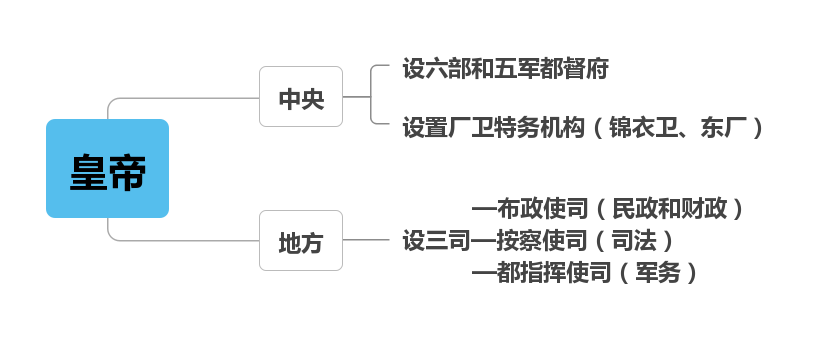 皇帝
中央
设六部和五军都督府
设置厂卫特务机构（锦衣卫、东厂）
地方
—布政使司（民政和财政）
设三司—按察使司（司法）
—都指挥使司（军务）